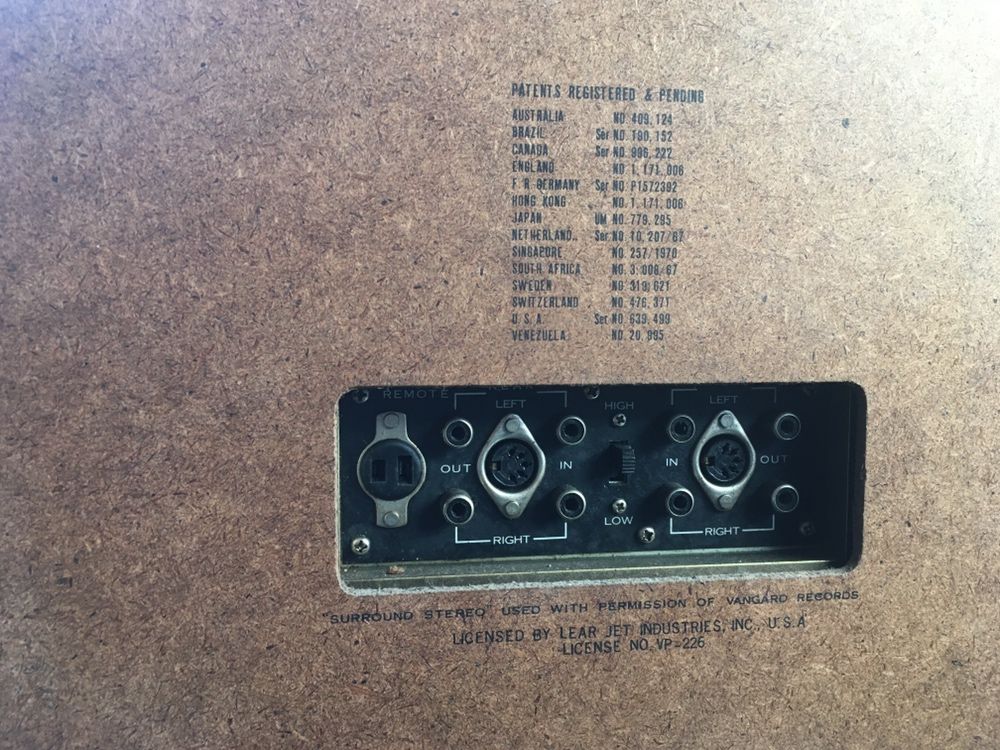 PATENTS REGISTERED & PENDING
AUSTRALIA NO. 409,124
BRAZIL Ser NO. 190,152
CANADA Ser NO. 996,222
ENGLAND NO. 1,171,006
F.R. GERMANY Ser NO. P1572392
HONG KONG NO. 1,171,006
JAPAN UM NO. 779,295
NETHERLAND.. Ser. NO. 10,207/67
SINGAPORE NO. 257/1970
SOUTH AFRICA NO. 3,006/67
SWEDEN NO. 319,621
SWITZERLAND NO. 476,371
U.S.A. Ser NO. 639,499
VENEZUELA NO. 20,995
REMOTE
LEFT HIGH LEFT
OUT IN IN OUT
RIGHT LOW RIGHT
"SURROUND STEREO" USED WITH PERMISSION OF VANGARD RECORDS
LICENSED BY LEAR JET INDUSTRIES, INC., U.S.A
LICENSE NO. VP-226